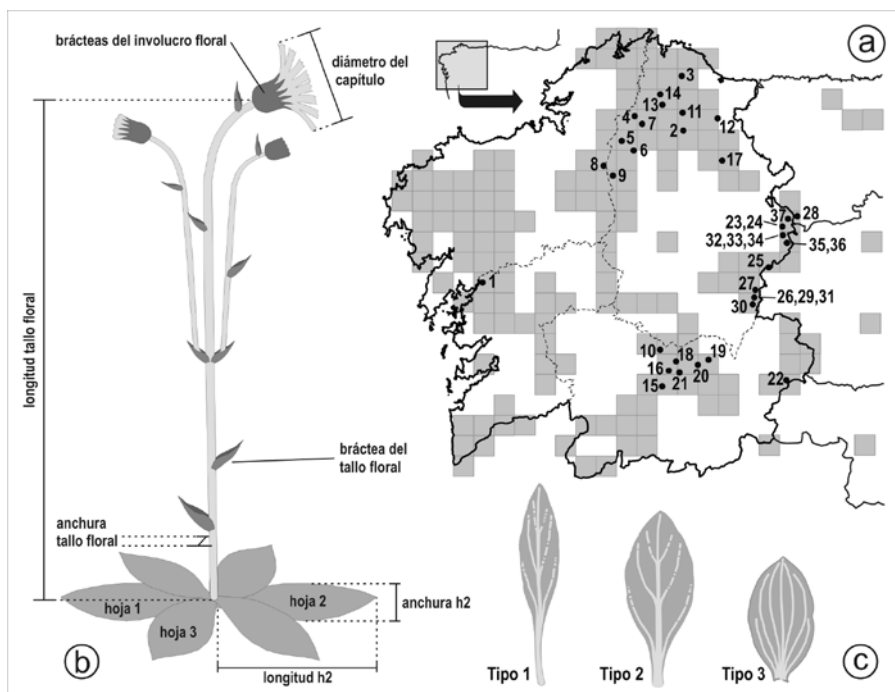 brácteas del involucro floral
diámetro del
capítulo
longitud tallo floral
bráctea del
tallo floral
anchura
tallo floral
hoja 1
hoja 2
hoja 3
anchura h2
longitud h2
b
a
3
14
13
11
4
7
12
2
5
6
17
8
9
37
28
23,24
32,33,34
35,36
25
1
27
26,29,31
30
10
18
19
16
20
21
15
22
Tipo 1
Tipo 2
Tipo 3
c